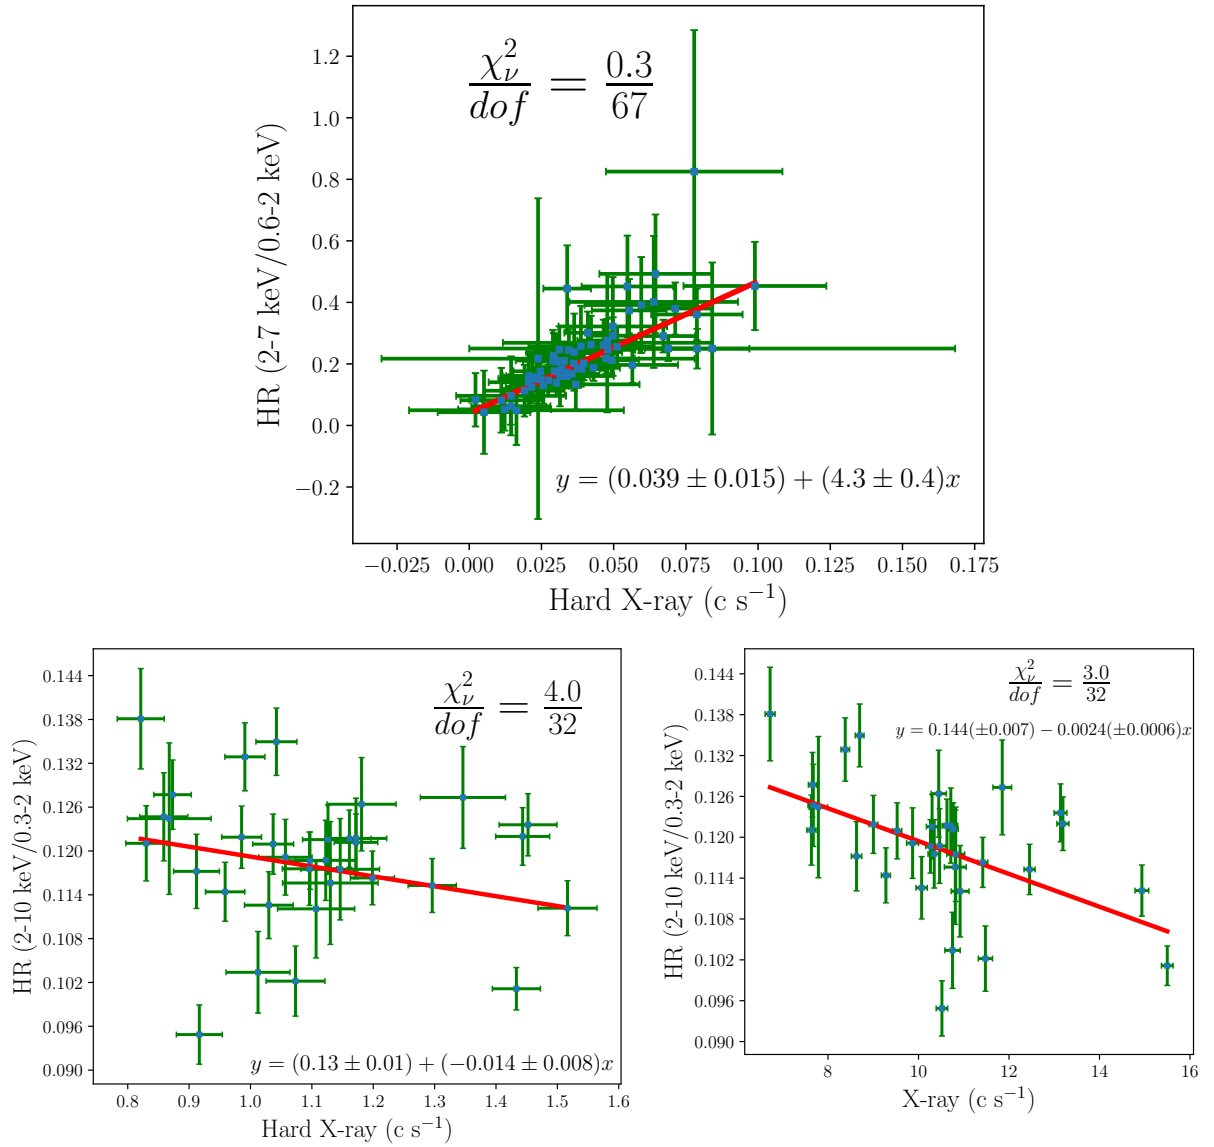 χ²_ν / dof = 0.3 / 67
HR (2-7 keV/0.6-2 keV)
1.2
1.0
0.8
0.6
0.4
0.2
0.0
−0.2
y = (0.039 ± 0.015) + (4.3 ± 0.4)x
−0.025 0.000 0.025 0.050 0.075 0.100 0.125 0.150 0.175
Hard X-ray (c s⁻¹)
χ²_ν / dof = 4.0 / 32
HR (2-10 keV/0.3-2 keV)
0.144
0.138
0.132
0.126
0.120
0.114
0.108
0.102
0.096
0.090
y = (0.13 ± 0.01) + (−0.014 ± 0.008)x
0.8 0.9 1.0 1.1 1.2 1.3 1.4 1.5 1.6
Hard X-ray (c s⁻¹)
χ²_ν / dof = 3.0 / 32
y = 0.144(±0.007) − 0.0024(±0.0006)x
HR (2-10 keV/0.3-2 keV)
0.144
0.138
0.132
0.126
0.120
0.114
0.108
0.102
0.096
0.090
8 10 12 14 16
X-ray (c s⁻¹)